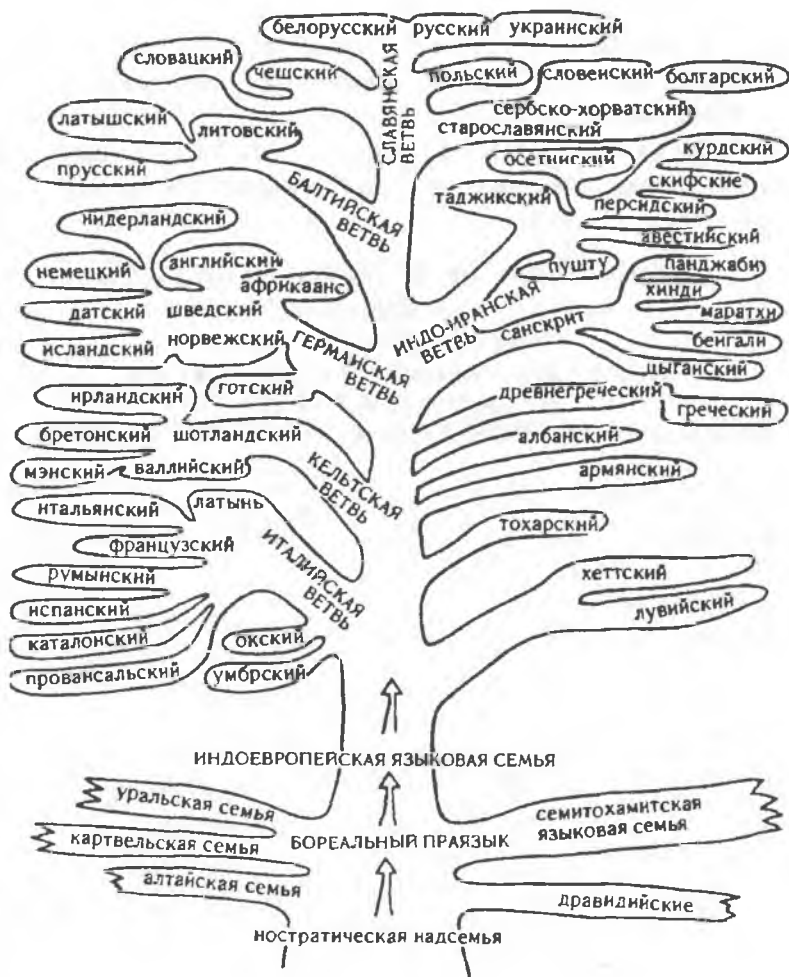 белорусский русский украинский
словацкий
чешский
польский
словенский
болгарский
сербско-хорватский
старославянский
СЛАВЯНСКАЯ
ВЕТВЬ
латышский
литовский
прусский
БАЛТИЙСКАЯ
ВЕТВЬ
осетинский
курдский
таджикский
скифские
персидский
авестийский
пушту
ИНДО-ИРАНСКАЯ
ВЕТВЬ
панджаби
хинди
маратхи
бенгали
цыганский
санскрит
нидерландский
немецкий
английский
африкаанс
датский
шведский
исландский
норвежский
готский
ГЕРМАНСКАЯ
ВЕТВЬ
древнегреческий
греческий
албанский
армянский
ирландский
бретонский
шотландский
мэнский
валлийский
КЕЛЬТСКАЯ
ВЕТВЬ
тохарский
хеттский
лувийский
итальянский
латынь
французский
румынский
испанский
каталонский
провансальский
окский
умбрский
ИТАЛИЙСКАЯ
ВЕТВЬ
ИНДОЕВРОПЕЙСКАЯ ЯЗЫКОВАЯ СЕМЬЯ
уральская семья
картвельская семья
алтайская семья
БОРЕАЛЬНЫЙ ПРАЯЗЫК
семитохамитская
языковая семья
дравидийские
ностратическая надсемья